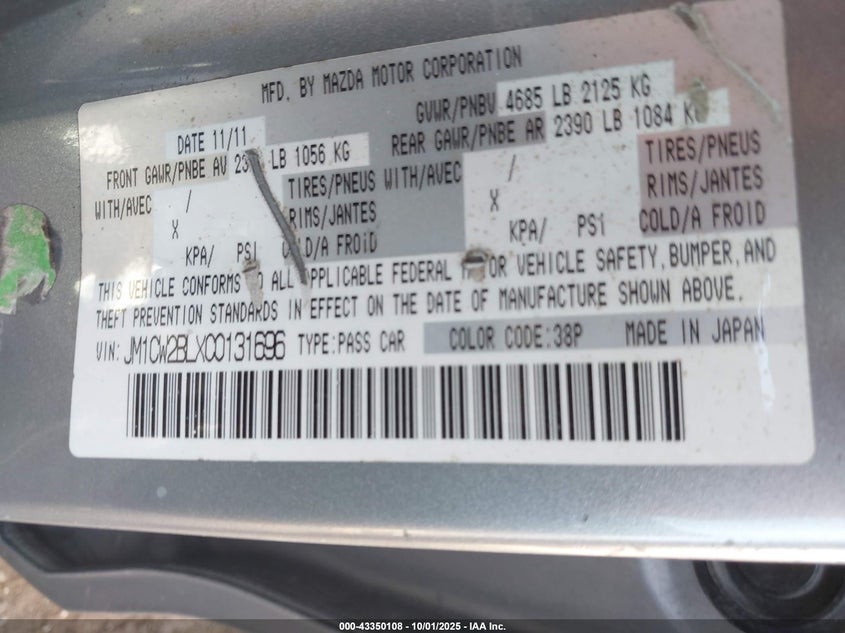 MFD. BY MAZDA MOTOR CORPORATION
DATE 11/11 GVWR/PNBV 4685 LB 2125 KG
FRONT GAWR/PNBE AV LB 1056 KG REAR GAWR/PNBE AR 2390 LB 1084
WITH/AVEC / TIRES/PNEUS WITH/AVEC / TIRES/PNEUS
X RIMS/JANTES X RIMS/JANTES
KPA/ PSI COLD/A FROID KPA/ PSI COLD/A FROID
THIS VEHICLE CONFORMS TO ALL APPLICABLE FEDERAL MOTOR VEHICLE SAFETY, BUMPER, AND
THEFT PREVENTION STANDARDS IN EFFECT ON THE DATE OF MANUFACTURE SHOWN ABOVE.
VIN: JM1CW2BLXC0131696 TYPE:PASS CAR COLOR CODE:38P MADE IN JAPAN
000-43350108 - 10/01/2025 - IAA Inc.